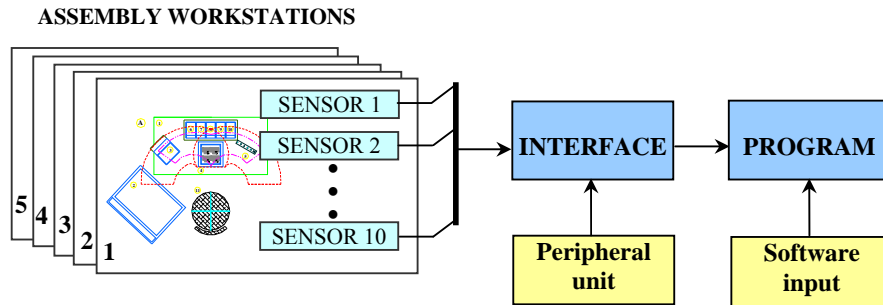 ASSEMBLY WORKSTATIONS
SENSOR 1
SENSOR 2
SENSOR 10
5
4
3
2
1
A
INTERFACE
PROGRAM
Peripheral
unit
Software
input